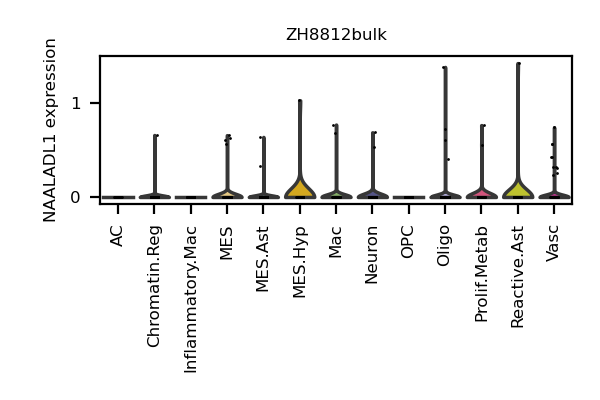 ZH8812bulk
NAALADL1 expression
1
0
AC
Chromatin.Reg
Inflammatory.Mac
MES
MES.Ast
MES.Hyp
Mac
Neuron
OPC
Oligo
Prolif.Metab
Reactive.Ast
Vasc